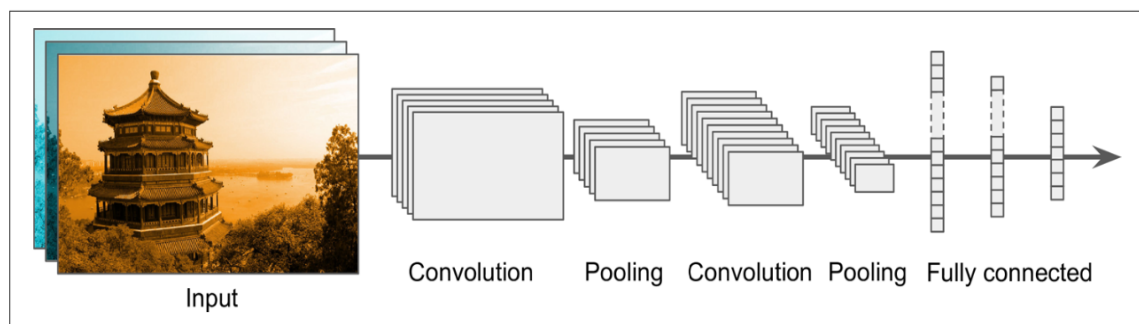 Input
Convolution
Pooling
Convolution
Pooling
Fully connected